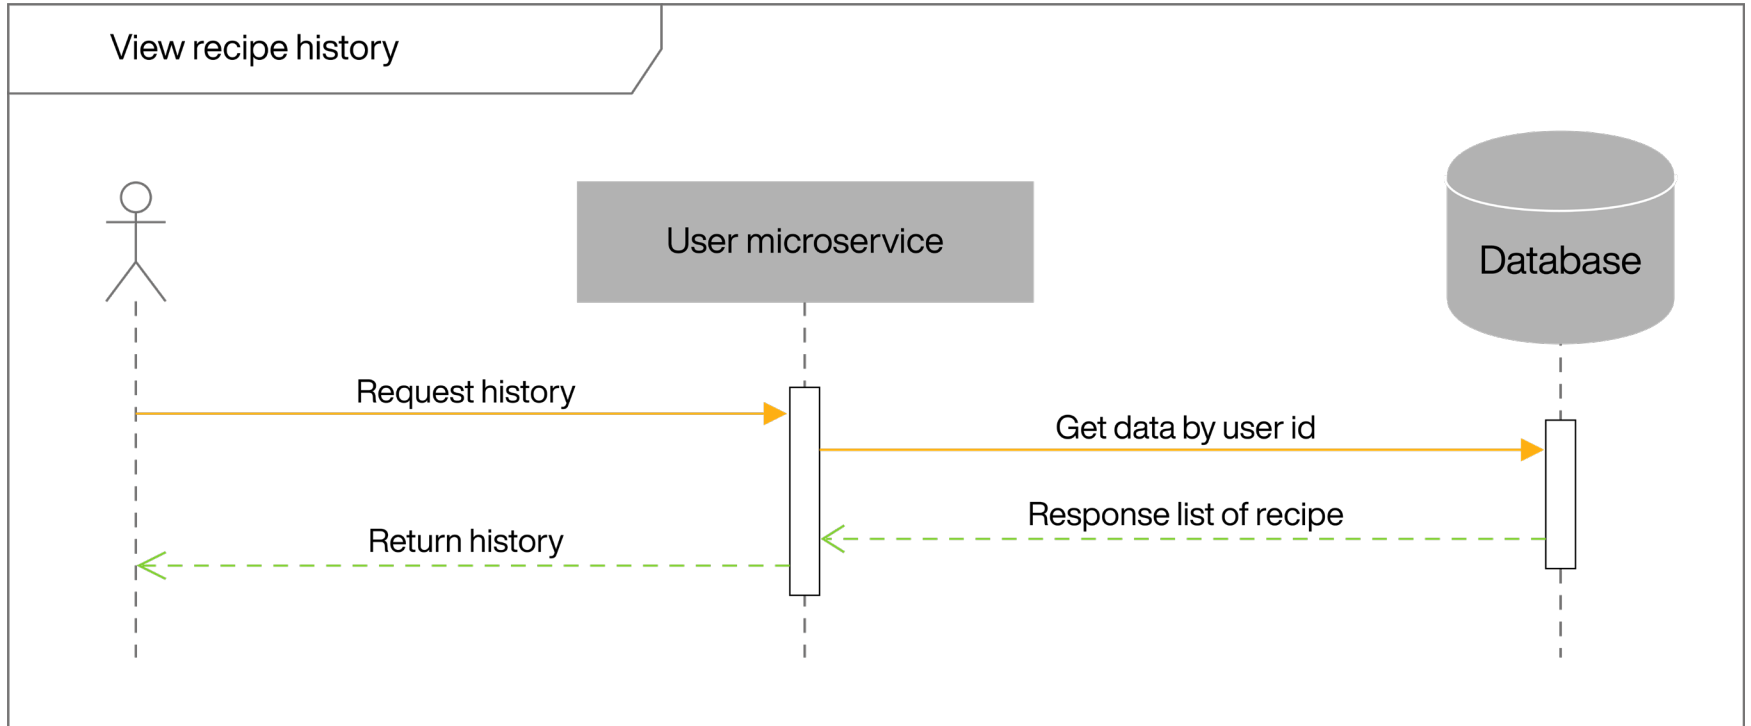 View recipe history
User microservice
Database
Request history
Get data by user id
Response list of recipe
Return history